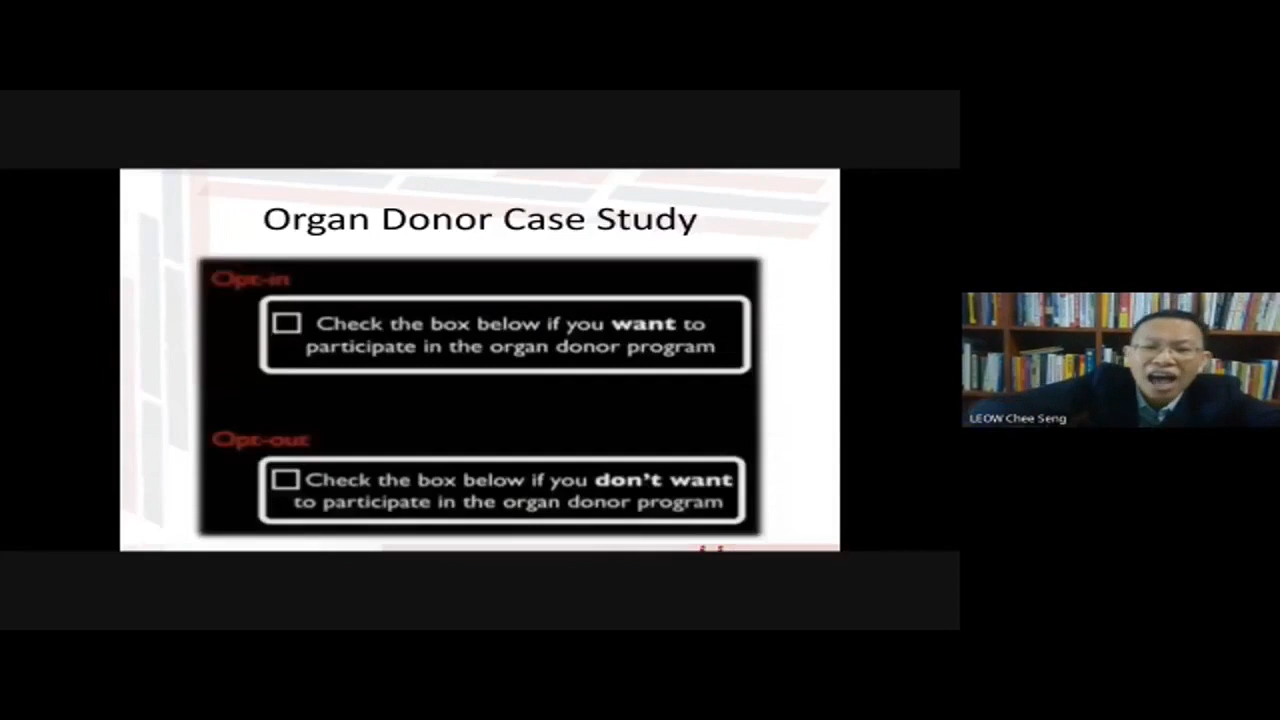 Organ Donor Case Study
Opt-in
Check the box below if you want to
participate in the organ donor program
Opt-out
Check the box below if you don't want
to participate in the organ donor program
LEOW Chee Seng